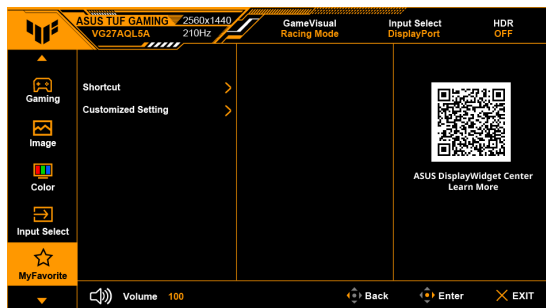 ASUS TUF GAMING 2560x1440
VG27AQL5A 210Hz
GameVisual
Racing Mode
Input Select
DisplayPort
HDR
OFF
Gaming
Image
Color
Input Select
MyFavorite
Shortcut
Customized Setting
ASUS DisplayWidget Center
Learn More
Volume 100
Back
Enter
EXIT